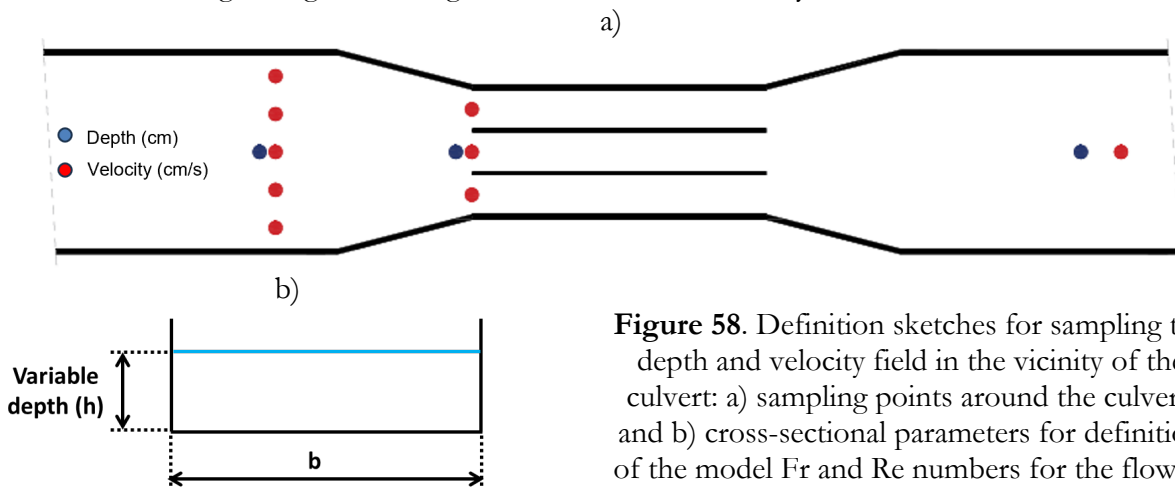 a)
Depth (cm)
Velocity (cm/s)
b)
Variable
depth (h)
b
Figure 58. Definition sketches for sampling
depth and velocity field in the vicinity of the
culvert: a) sampling points around the culver
and b) cross-sectional parameters for definitio
of the model Fr and Re numbers for the flow